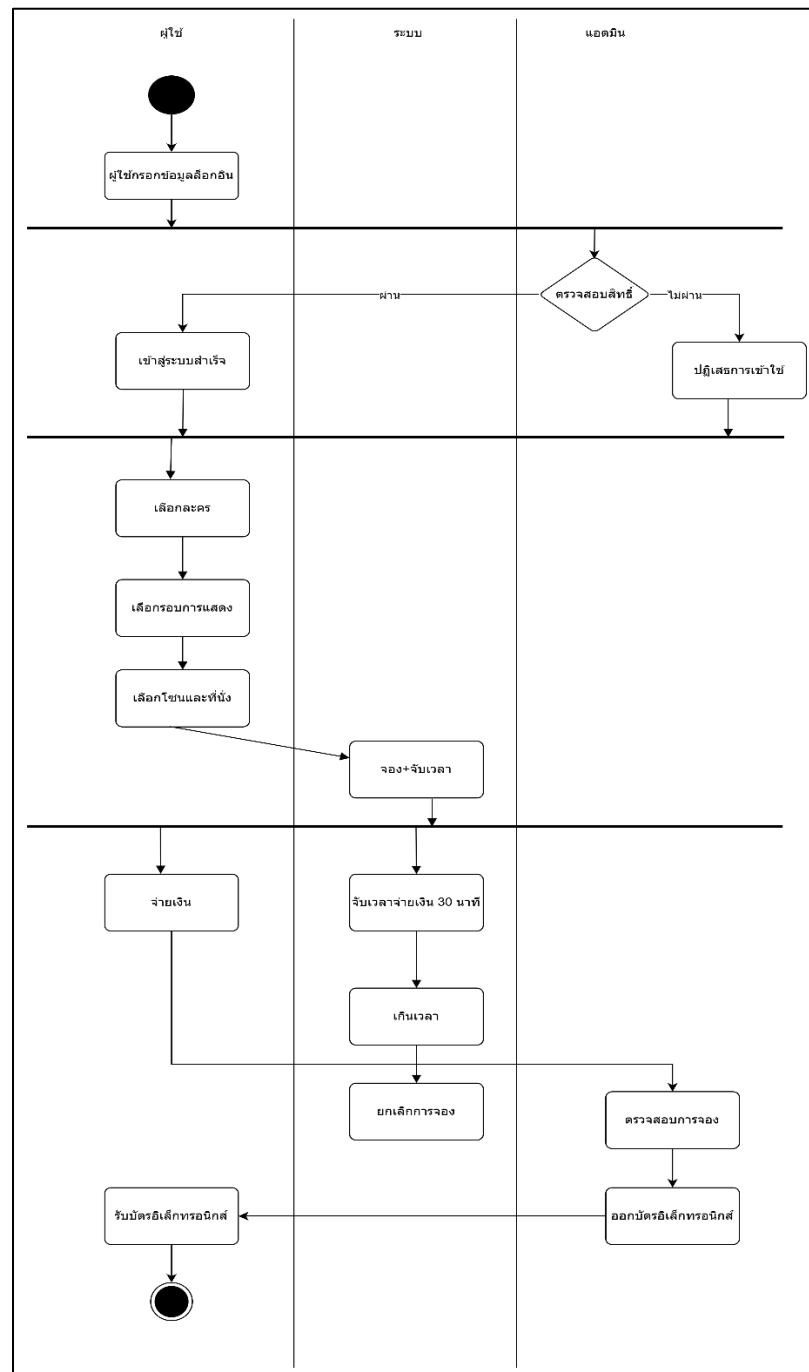 ผู้ใช้
ระบบ
แอดมิน
ผู้ใช้กรอกข้อมูลล็อกอิน
ตรวจสอบสิทธิ์
ผ่าน
ไม่ผ่าน
เข้าสู่ระบบสำเร็จ
ปฏิเสธการเข้าใช้
เลือกละคร
เลือกรอบการแสดง
เลือกโซนและที่นั่ง
จอง+จับเวลา
จ่ายเงิน
จับเวลาจ่ายเงิน 30 นาที
เกินเวลา
ยกเลิกการจอง
ตรวจสอบการจอง
รับบัตรอิเล็กทรอนิกส์
ออกบัตรอิเล็กทรอนิกส์